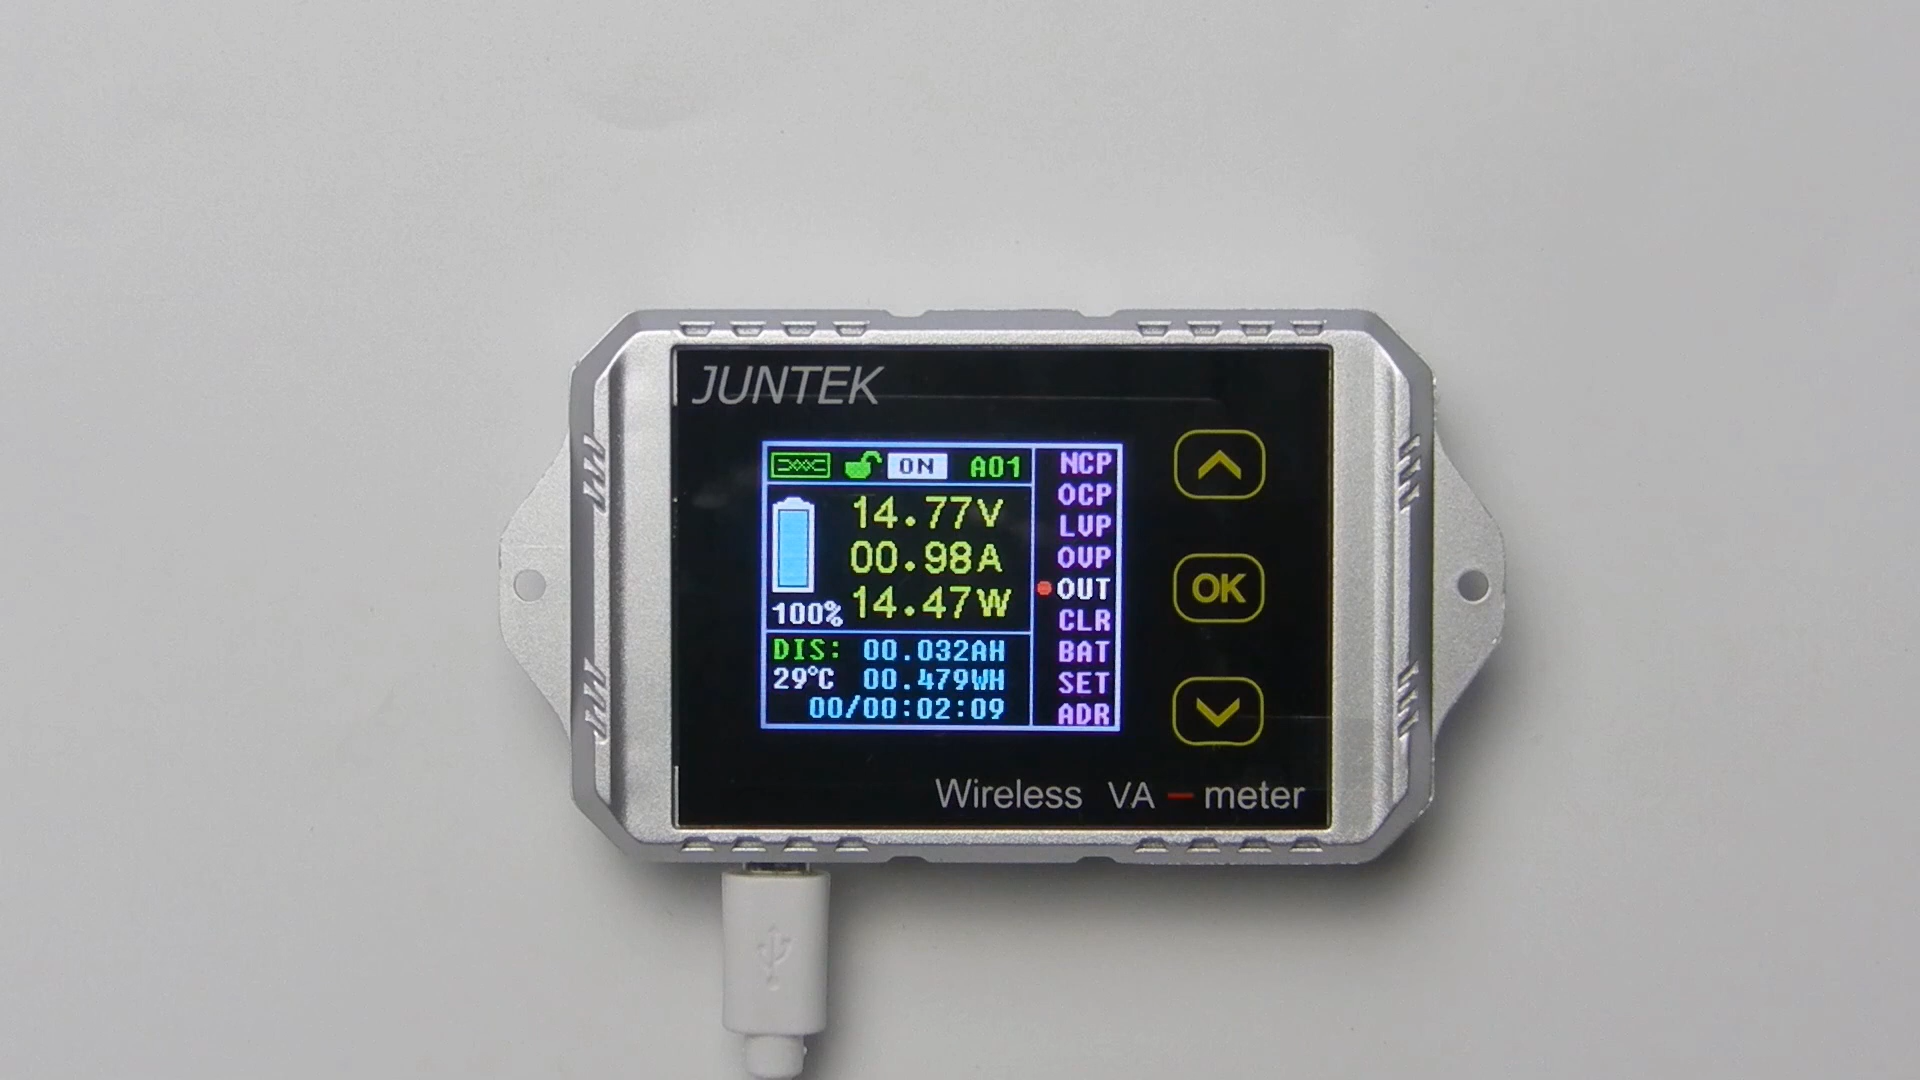 JUNTEK
ON A01
14.77V
00.98A
14.47W
100%
DIS: 00.032AH
29°C 00.479WH
00/00:02:09
NCP
OCP
LVP
OVP
OUT
CLR
BAT
SET
ADR
OK
Wireless VA - meter